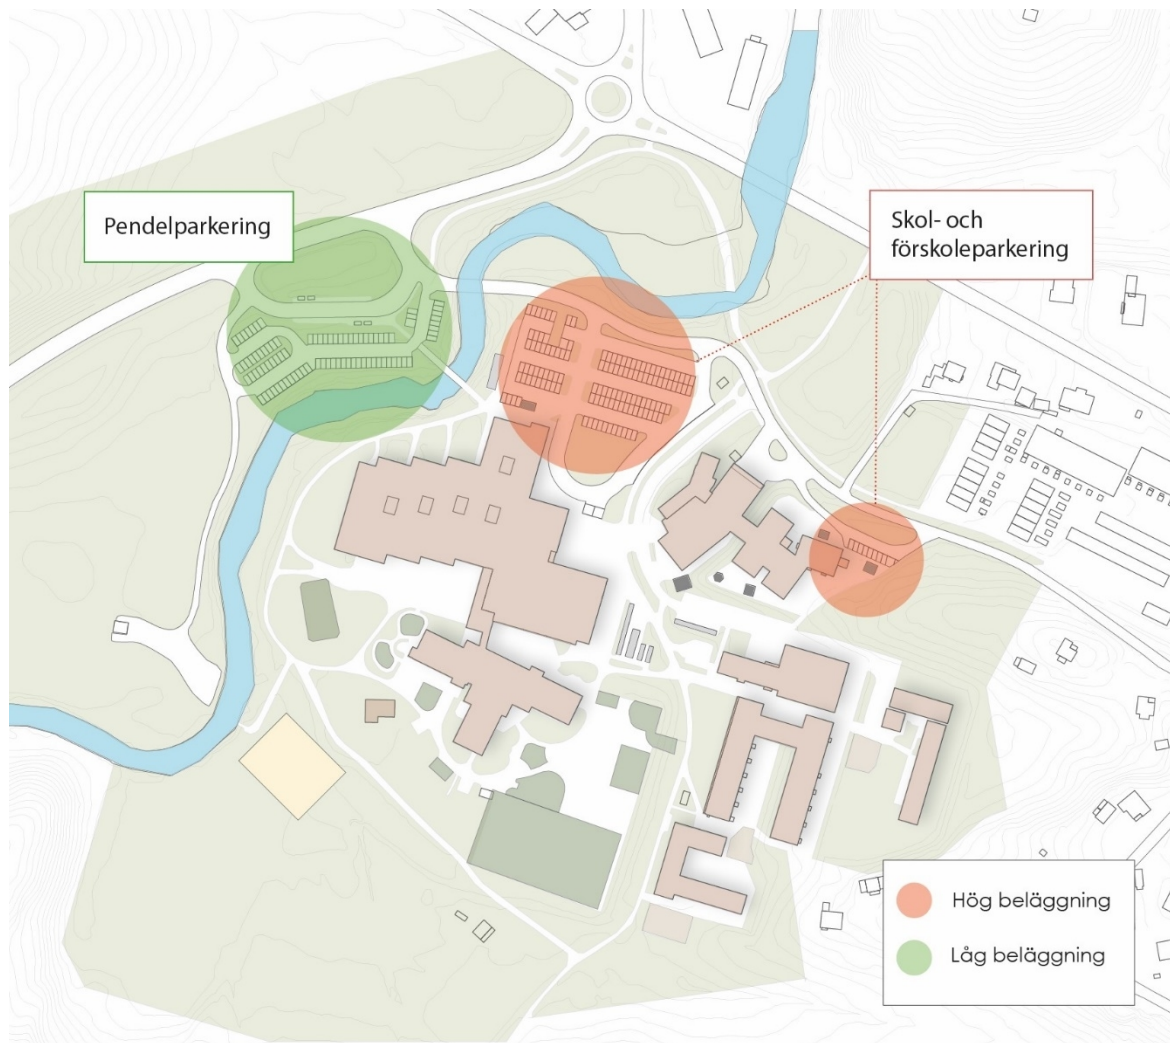 Pendelparkering
Skol- och
förskoleparkering
Hög beläggning
Låg beläggning